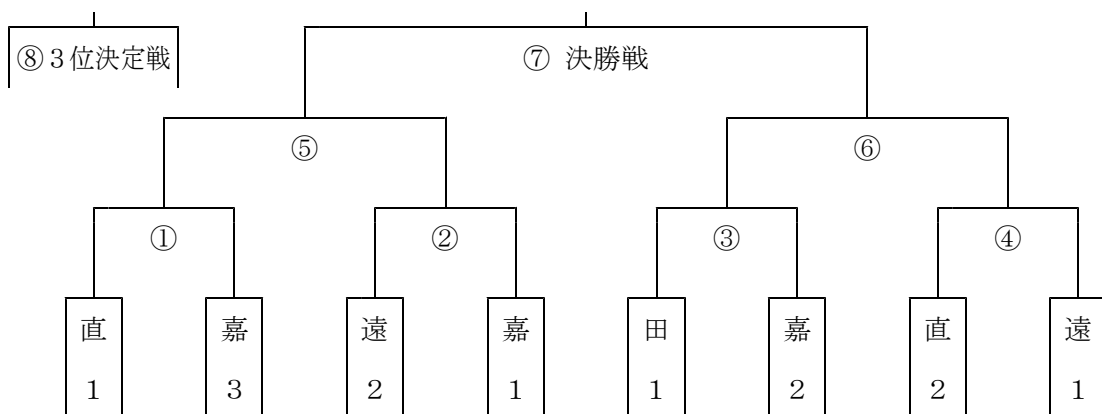 ⑧３位決定戦
⑦ 決勝戦
⑤
⑥
①
②
③
④
直 嘉 遠 嘉 田 嘉 直 遠
１ ３ ２ １ １ ２ ２ １